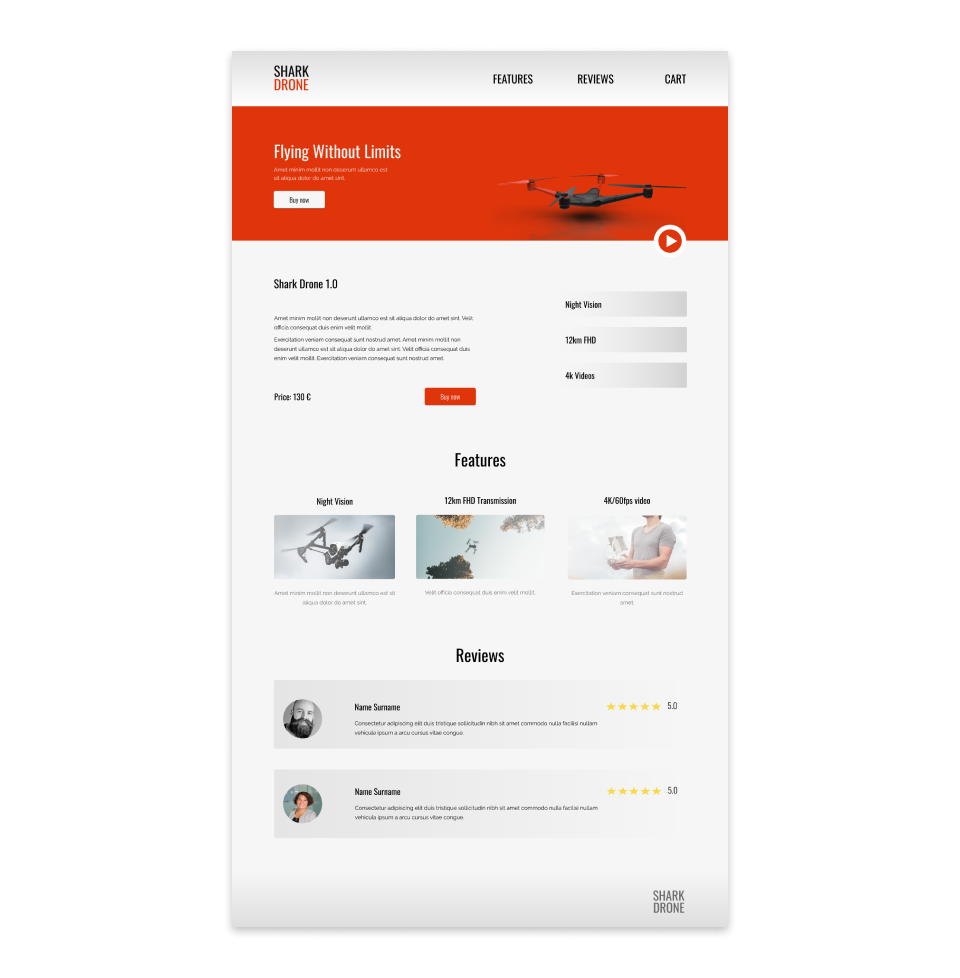 SHARK
DRONE
FEATURES REVIEWS CART
Flying Without Limits
Amet minim mollit non deserunt ullamco est
sit aliqua dolor do amet sint.
Buy now
Shark Drone 1.0
Amet minim mollit non deserunt ullamco est sit aliqua dolor do amet sint. Velit
officia consequat duis enim velit mollit.
Exercitation veniam consequat sunt nostrud amet. Amet minim mollit non
deserunt ullamco est sit aliqua dolor do amet sint. Velit officia consequat duis
enim velit mollit. Exercitation veniam consequat sunt nostrud amet.
Price: 130 €
Buy now
Night Vision
12km FHD
4k Videos
Features
Night Vision
Amet minim mollit non deserunt ullamco est sit
aliqua dolor do amet sint.
12km FHD Transmission
Velit officia consequat duis enim velit mollit.
4K/60fps video
Exercitation veniam consequat sunt nostrud
amet.
Reviews
Name Surname
5.0
Consectetur adipiscing elit duis tristique sollicitudin nibh sit amet commodo nulla facilisi nullam
vehicula ipsum a arcu cursus vitae congue.
Name Surname
5.0
Consectetur adipiscing elit duis tristique sollicitudin nibh sit amet commodo nulla facilisi nullam
vehicula ipsum a arcu cursus vitae congue.
SHARK
DRONE